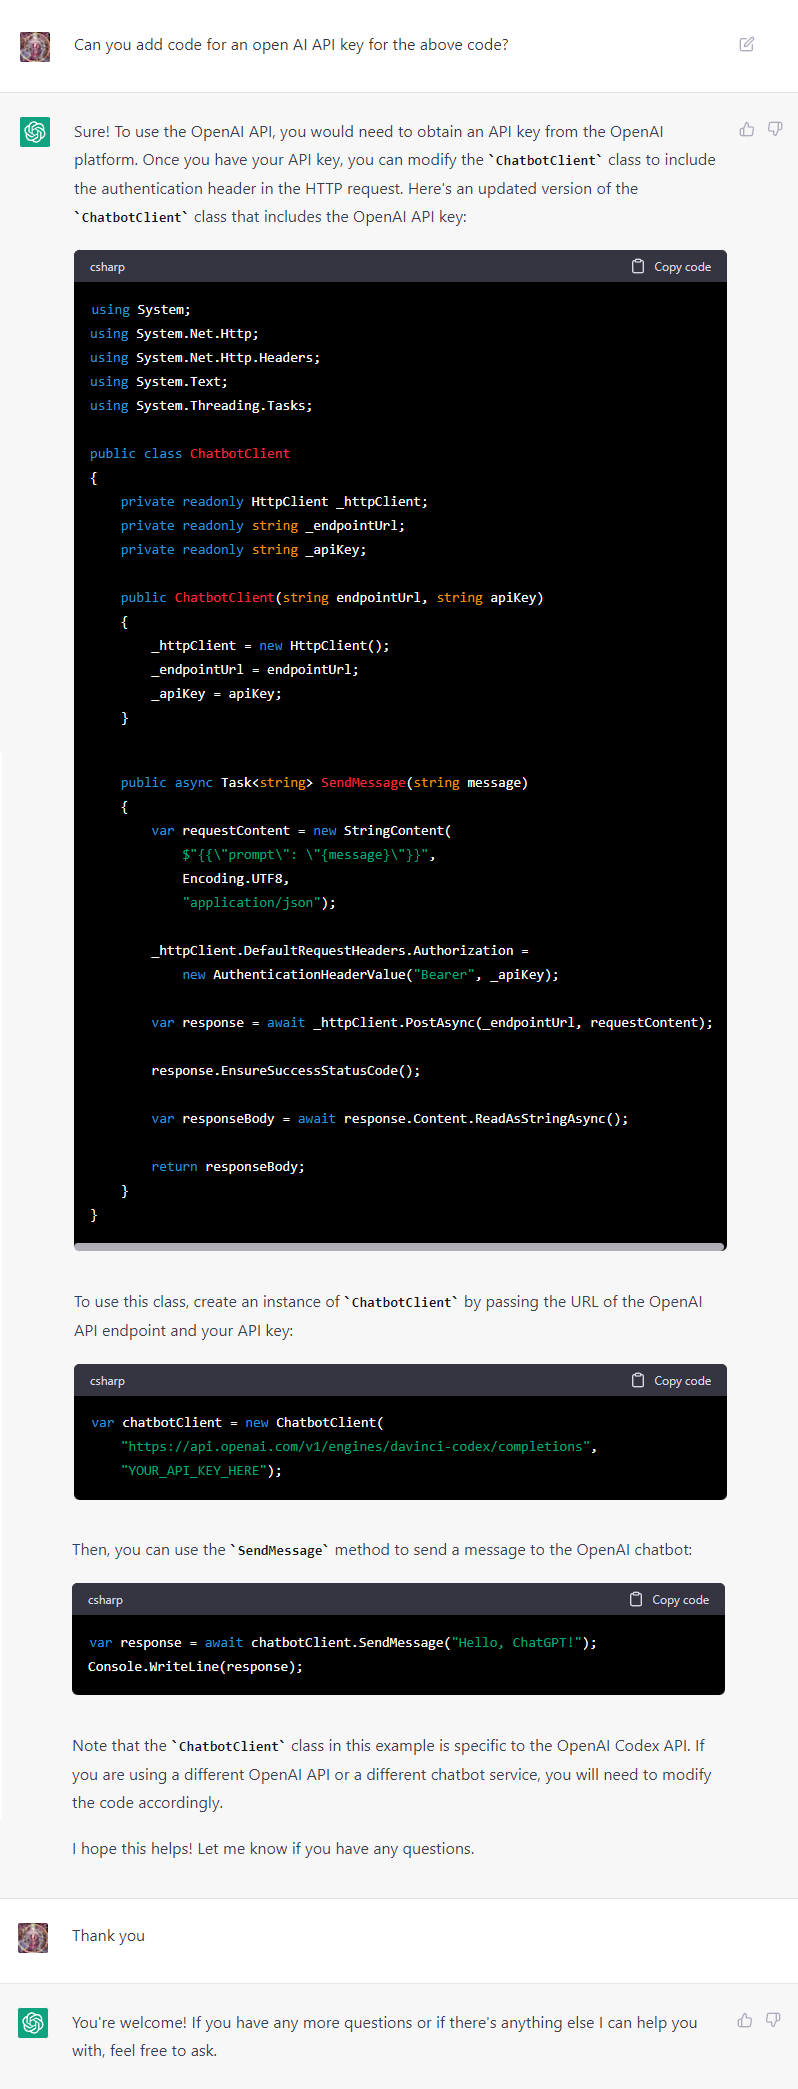 Can you add code for an open AI API key for the above code?
Sure! To use the OpenAI API, you would need to obtain an API key from the OpenAI
platform. Once you have your API key, you can modify the `ChatbotClient` class to include
the authentication header in the HTTP request. Here's an updated version of the
`ChatbotClient` class that includes the OpenAI API key:
csharp Copy code
using System;
using System.Net.Http;
using System.Net.Http.Headers;
using System.Text;
using System.Threading.Tasks;
public class ChatbotClient
{
    private readonly HttpClient _httpClient;
    private readonly string _endpointUrl;
    private readonly string _apiKey;
    public ChatbotClient(string endpointUrl, string apiKey)
    {
        _httpClient = new HttpClient();
        _endpointUrl = endpointUrl;
        _apiKey = apiKey;
    }
    public async Task<string> SendMessage(string message)
    {
        var requestContent = new StringContent(
            $"{{\"prompt\": \"{message}\"}}",
            Encoding.UTF8,
            "application/json");
        _httpClient.DefaultRequestHeaders.Authorization =
            new AuthenticationHeaderValue("Bearer", _apiKey);
        var response = await _httpClient.PostAsync(_endpointUrl, requestContent);
        response.EnsureSuccessStatusCode();
        var responseBody = await response.Content.ReadAsStringAsync();
        return responseBody;
    }
}
To use this class, create an instance of `ChatbotClient` by passing the URL of the OpenAI
API endpoint and your API key:
csharp Copy code
var chatbotClient = new ChatbotClient(
    "https://api.openai.com/v1/engines/davinci-codex/completions",
    "YOUR_API_KEY_HERE");
Then, you can use the `SendMessage` method to send a message to the OpenAI chatbot:
csharp Copy code
var response = await chatbotClient.SendMessage("Hello, ChatGPT!");
Console.WriteLine(response);
Note that the `ChatbotClient` class in this example is specific to the OpenAI Codex API. If
you are using a different OpenAI API or a different chatbot service, you will need to modify
the code accordingly.
I hope this helps! Let me know if you have any questions.
Thank you
You're welcome! If you have any more questions or if there's anything else I can help you
with, feel free to ask.